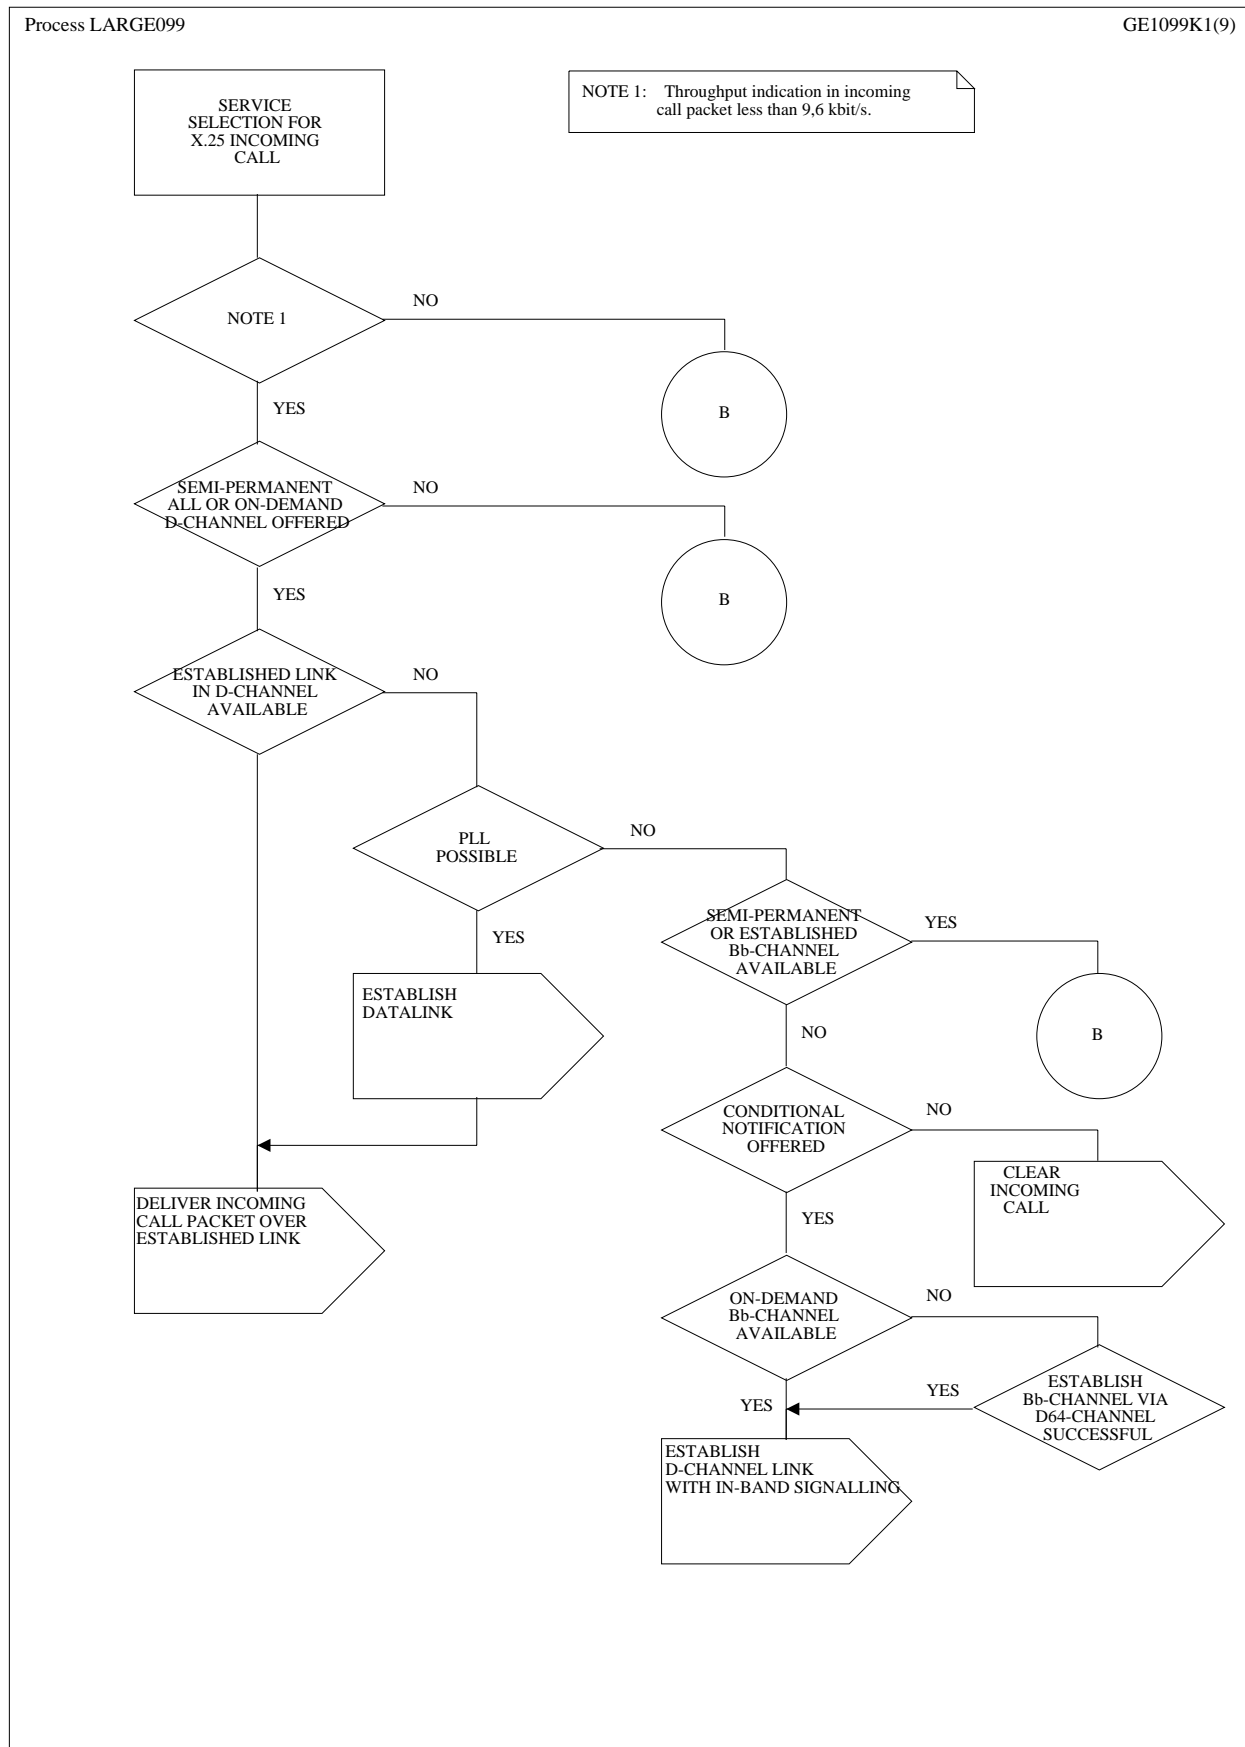 Process LARGE099
GE1099K1(9)
SERVICE
SELECTION FOR
X.25 INCOMING
CALL
NOTE 1: Throughput indication in incoming
call packet less than 9,6 kbit/s.
NOTE 1
NO
B
YES
SEMI-PERMANENT
ALL OR ON-DEMAND
D-CHANNEL OFFERED
NO
B
YES
ESTABLISHED LINK
IN D-CHANNEL
AVAILABLE
NO
PLL
POSSIBLE
NO
YES
SEMI-PERMANENT
OR ESTABLISHED
Bb-CHANNEL
AVAILABLE
YES
B
ESTABLISH
DATALINK
NO
CONDITIONAL
NOTIFICATION
OFFERED
NO
CLEAR
INCOMING
CALL
DELIVER INCOMING
CALL PACKET OVER
ESTABLISHED LINK
YES
ON-DEMAND
Bb-CHANNEL
AVAILABLE
NO
ESTABLISH
Bb-CHANNEL VIA
D64-CHANNEL
SUCCESSFUL
YES
YES
ESTABLISH
D-CHANNEL LINK
WITH IN-BAND SIGNALLING